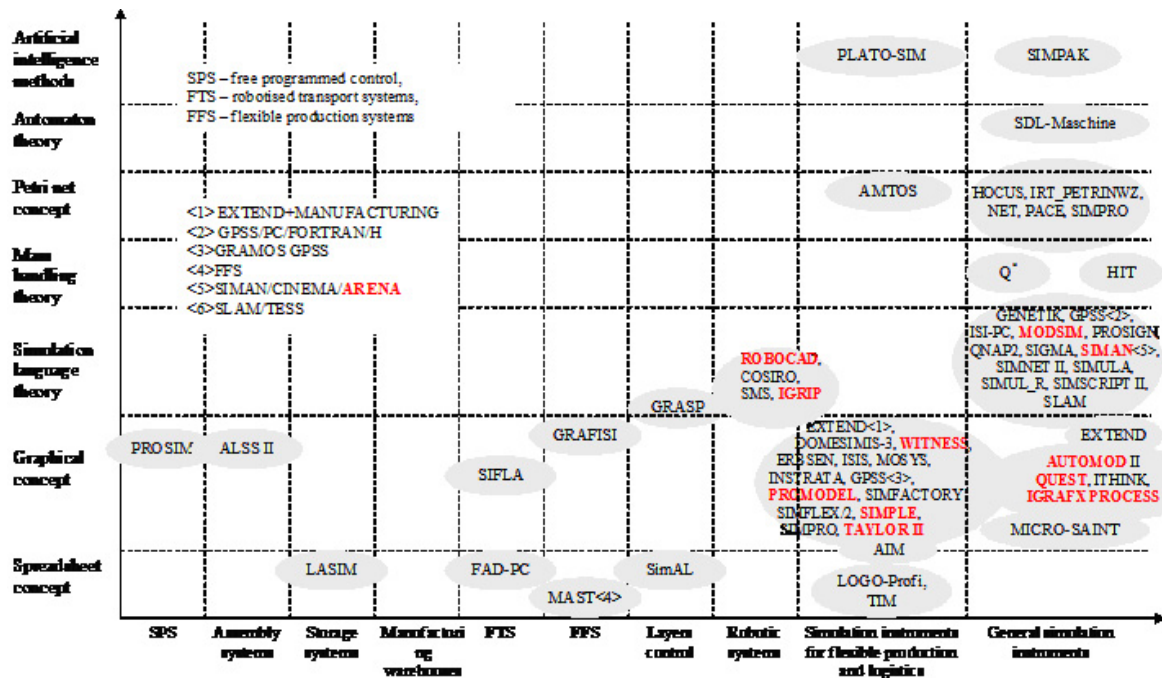 Artificial
intelligence
methods
PLATO-SIM
SIMPAK
SPS – free programmed control,
FTS – robotised transport systems,
FFS – flexible production systems
Automaton
theory
SDL-Maschine
Petri net
concept
AMTOS
HOCUS, IRT_PETRINWZ,
NET, PACE, SIMPRO
<1> EXTEND+MANUFACTURING
<2> GPSS/PC/FORTRAN/H
<3>GRAMOS GPSS
<4>FFS
<5>SIMAN/CINEMA/ARENA
<6>SLAM/TESS
Mass
handling
theory
Q"
HIT
Simulation
language
theory
GENETIK, GPSS<2>,
ISI-PC, MODSIM, PROSIGN,
QNAP2, SIGMA, SIMAN<5>,
SIMNET II, SIMULA,
SIMUL_R, SIMSCRIPT II,
SLAM
ROBOCAD,
COSIRO,
SMS, IGRIP
GRASP
Graphical
concept
PROSIM
ALSS II
SIFLA
GRAFISI
EXTEND<1>,
DOMESIMIS-3, WITNESS,
ERBSEN, ISIS, MOSYS,
INSTRATA, GPSS<3>,
PROMODEL, SIMFACTORY
SIMFLEX/2, SIMPLE,
SIMPRO, TAYLOR II
AIM
EXTEND
AUTOMOD II
QUEST, ITHINK,
IGRAFX PROCESS
MICRO-SAINT
Spreadsheet
concept
LASIM
FAD-PC
MAST<4>
SimAL
LOGO-Profi,
TIM
SPS
Assembly
systems
Storage
systems
Manufactori
ng
warehouses
FTS
FFS
Layers
control
Robotic
systems
Simulation instruments
for flexible production
and logistics
General simulation
instruments